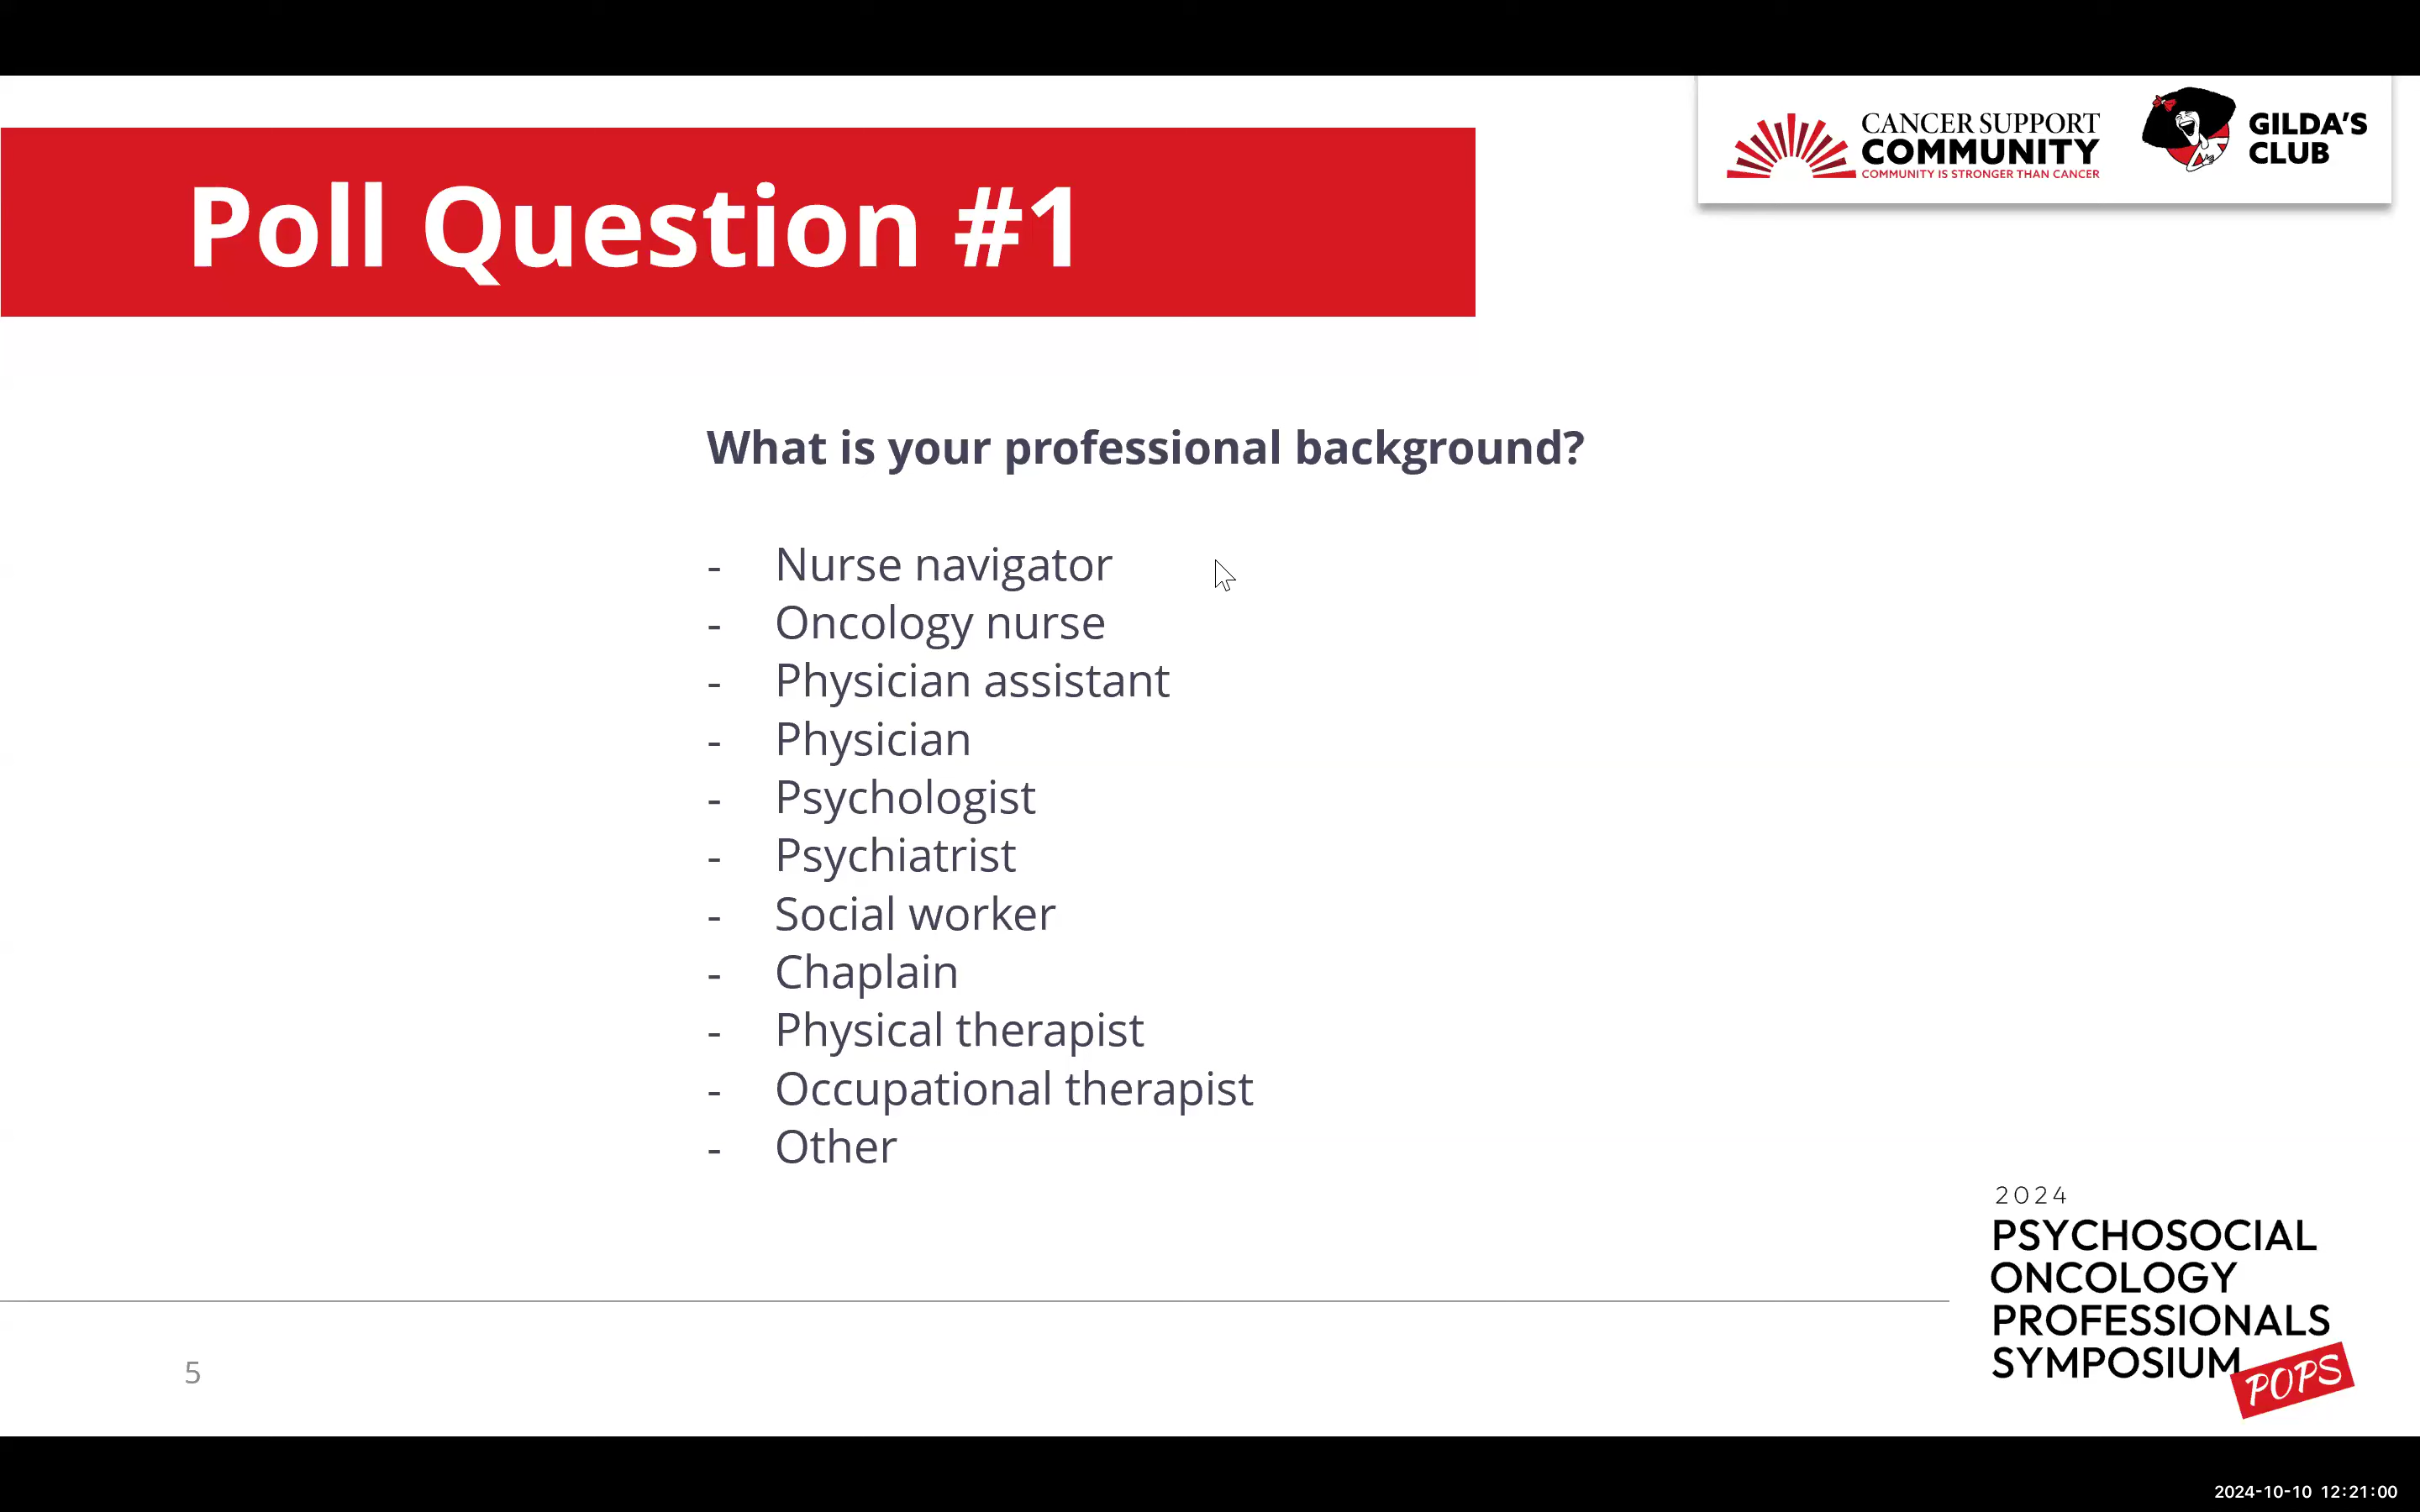 CANCER SUPPORT
COMMUNITY
COMMUNITY IS STRONGER THAN CANCER
GILDA'S
CLUB
Poll Question #1
What is your professional background?
- Nurse navigator
- Oncology nurse
- Physician assistant
- Physician
- Psychologist
- Psychiatrist
- Social worker
- Chaplain
- Physical therapist
- Occupational therapist
- Other
2024
PSYCHOSOCIAL
ONCOLOGY
PROFESSIONALS
SYMPOSIUM
POPS
5
2024-10-10 12:21:00